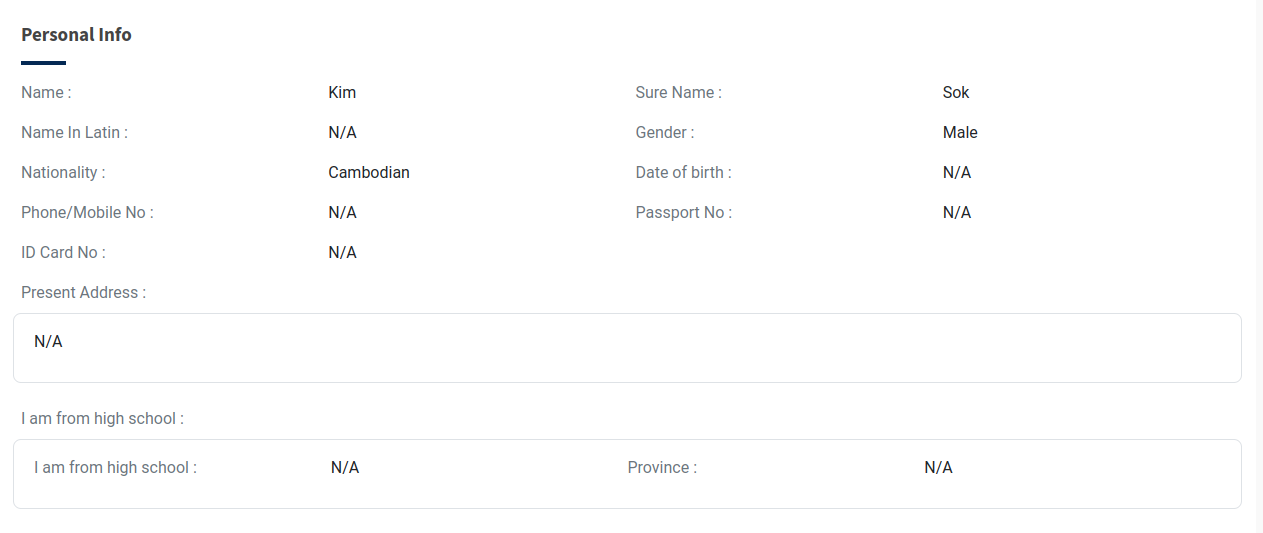 Personal Info
Name : Kim Sure Name : Sok
Name In Latin : N/A Gender : Male
Nationality : Cambodian Date of birth : N/A
Phone/Mobile No : N/A Passport No : N/A
ID Card No : N/A
Present Address :
N/A
I am from high school :
I am from high school : N/A Province : N/A